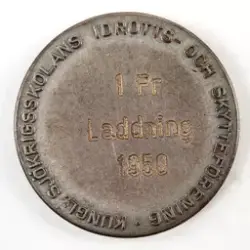 KUNGL. SJÖKRIGSSKOLANS IDROTTS- OCH SKYTTEFÖRENING ·
1 Pr
Laddning
1950